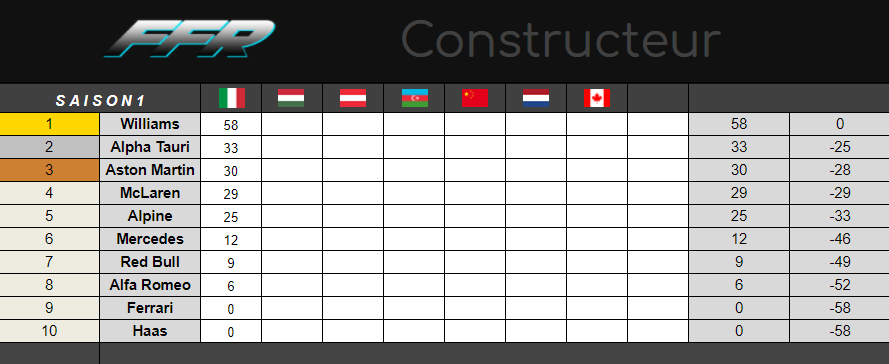 FFR Constructeur
SAISON1
1 Williams 58 58 0
2 Alpha Tauri 33 33 -25
3 Aston Martin 30 30 -28
4 McLaren 29 29 -29
5 Alpine 25 25 -33
6 Mercedes 12 12 -46
7 Red Bull 9 9 -49
8 Alfa Romeo 6 6 -52
9 Ferrari 0 0 -58
10 Haas 0 0 -58